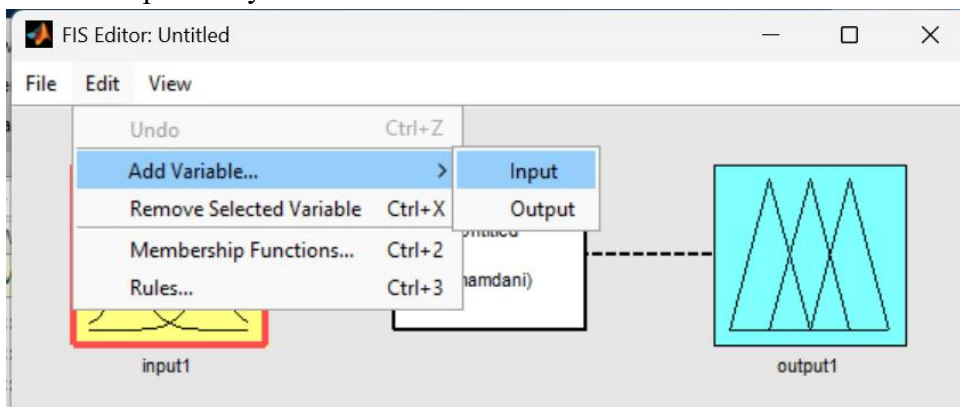 FIS Editor: Untitled
File Edit View
Undo Ctrl+Z
Add Variable... >
Input
Remove Selected Variable Ctrl+X
Output
Membership Functions... Ctrl+2
Rules... Ctrl+3
input1
output1